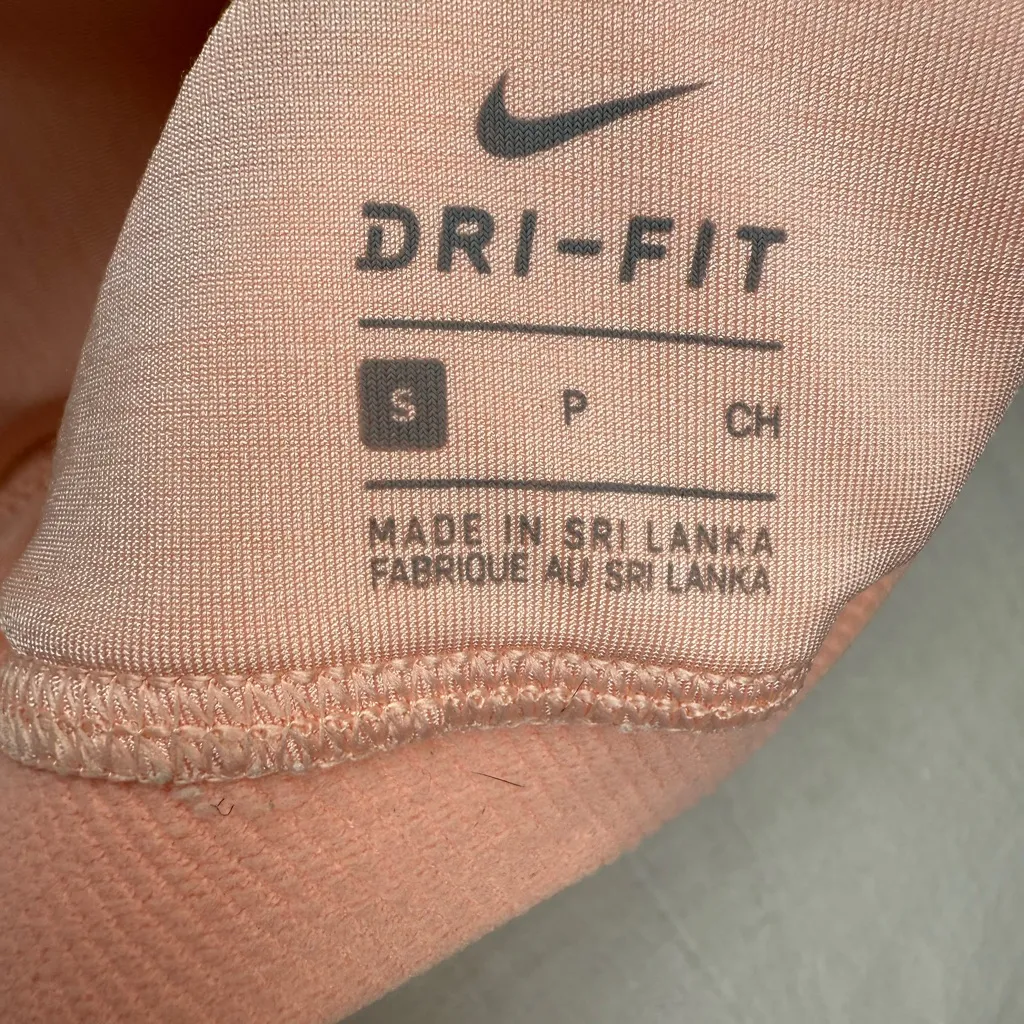 DRI-FIT
S P CH
MADE IN SRI LANKA
FABRIQUE AU SRI LANKA